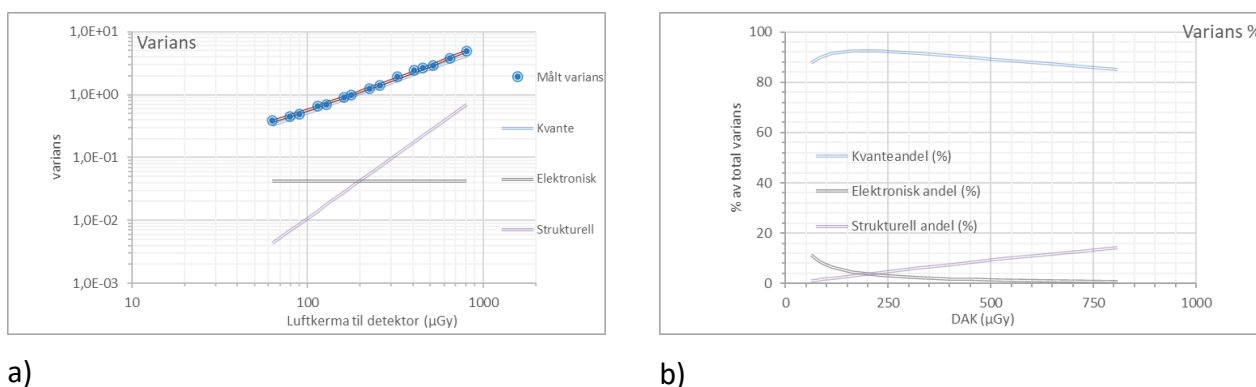 Varians
1,0E+01
1,0E+00
1,0E-01
1,0E-02
1,0E-03
varians
10
100
1000
Luftkerma til detektor (µGy)
Målt varians
Kvante
Elektronisk
Strukturell
a)
Varians %
100
80
60
40
20
0
% av total varians
Kvanteandel (%)
Elektronisk andel (%)
Strukturell andel (%)
0
250
500
750
1000
DAK (µGy)
b)